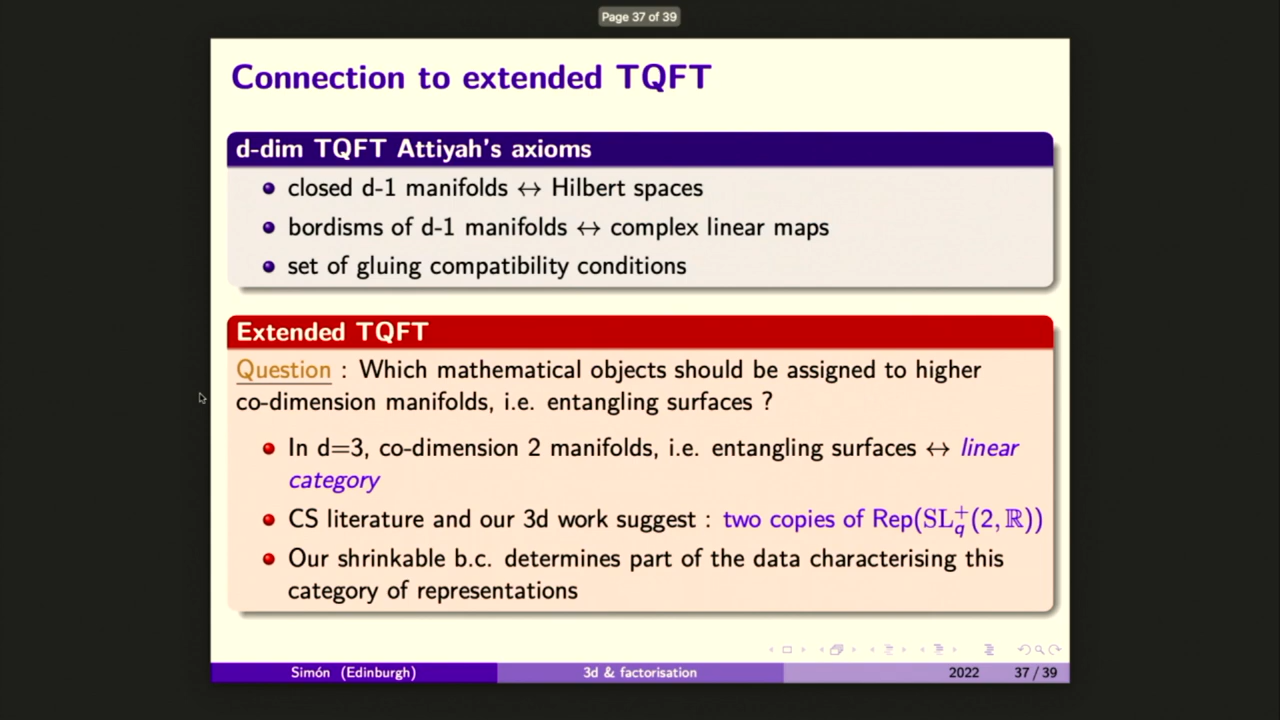 Page 37 of 39
Connection to extended TQFT
d-dim TQFT Attiyah's axioms
closed d-1 manifolds ↔ Hilbert spaces
bordisms of d-1 manifolds ↔ complex linear maps
set of gluing compatibility conditions
Extended TQFT
Question : Which mathematical objects should be assigned to higher
co-dimension manifolds, i.e. entangling surfaces ?
In d=3, co-dimension 2 manifolds, i.e. entangling surfaces ↔ linear
category
CS literature and our 3d work suggest : two copies of Rep(SL_q^+(2, ℝ))
Our shrinkable b.c. determines part of the data characterising this
category of representations
Simón (Edinburgh) 3d & factorisation 2022 37 / 39